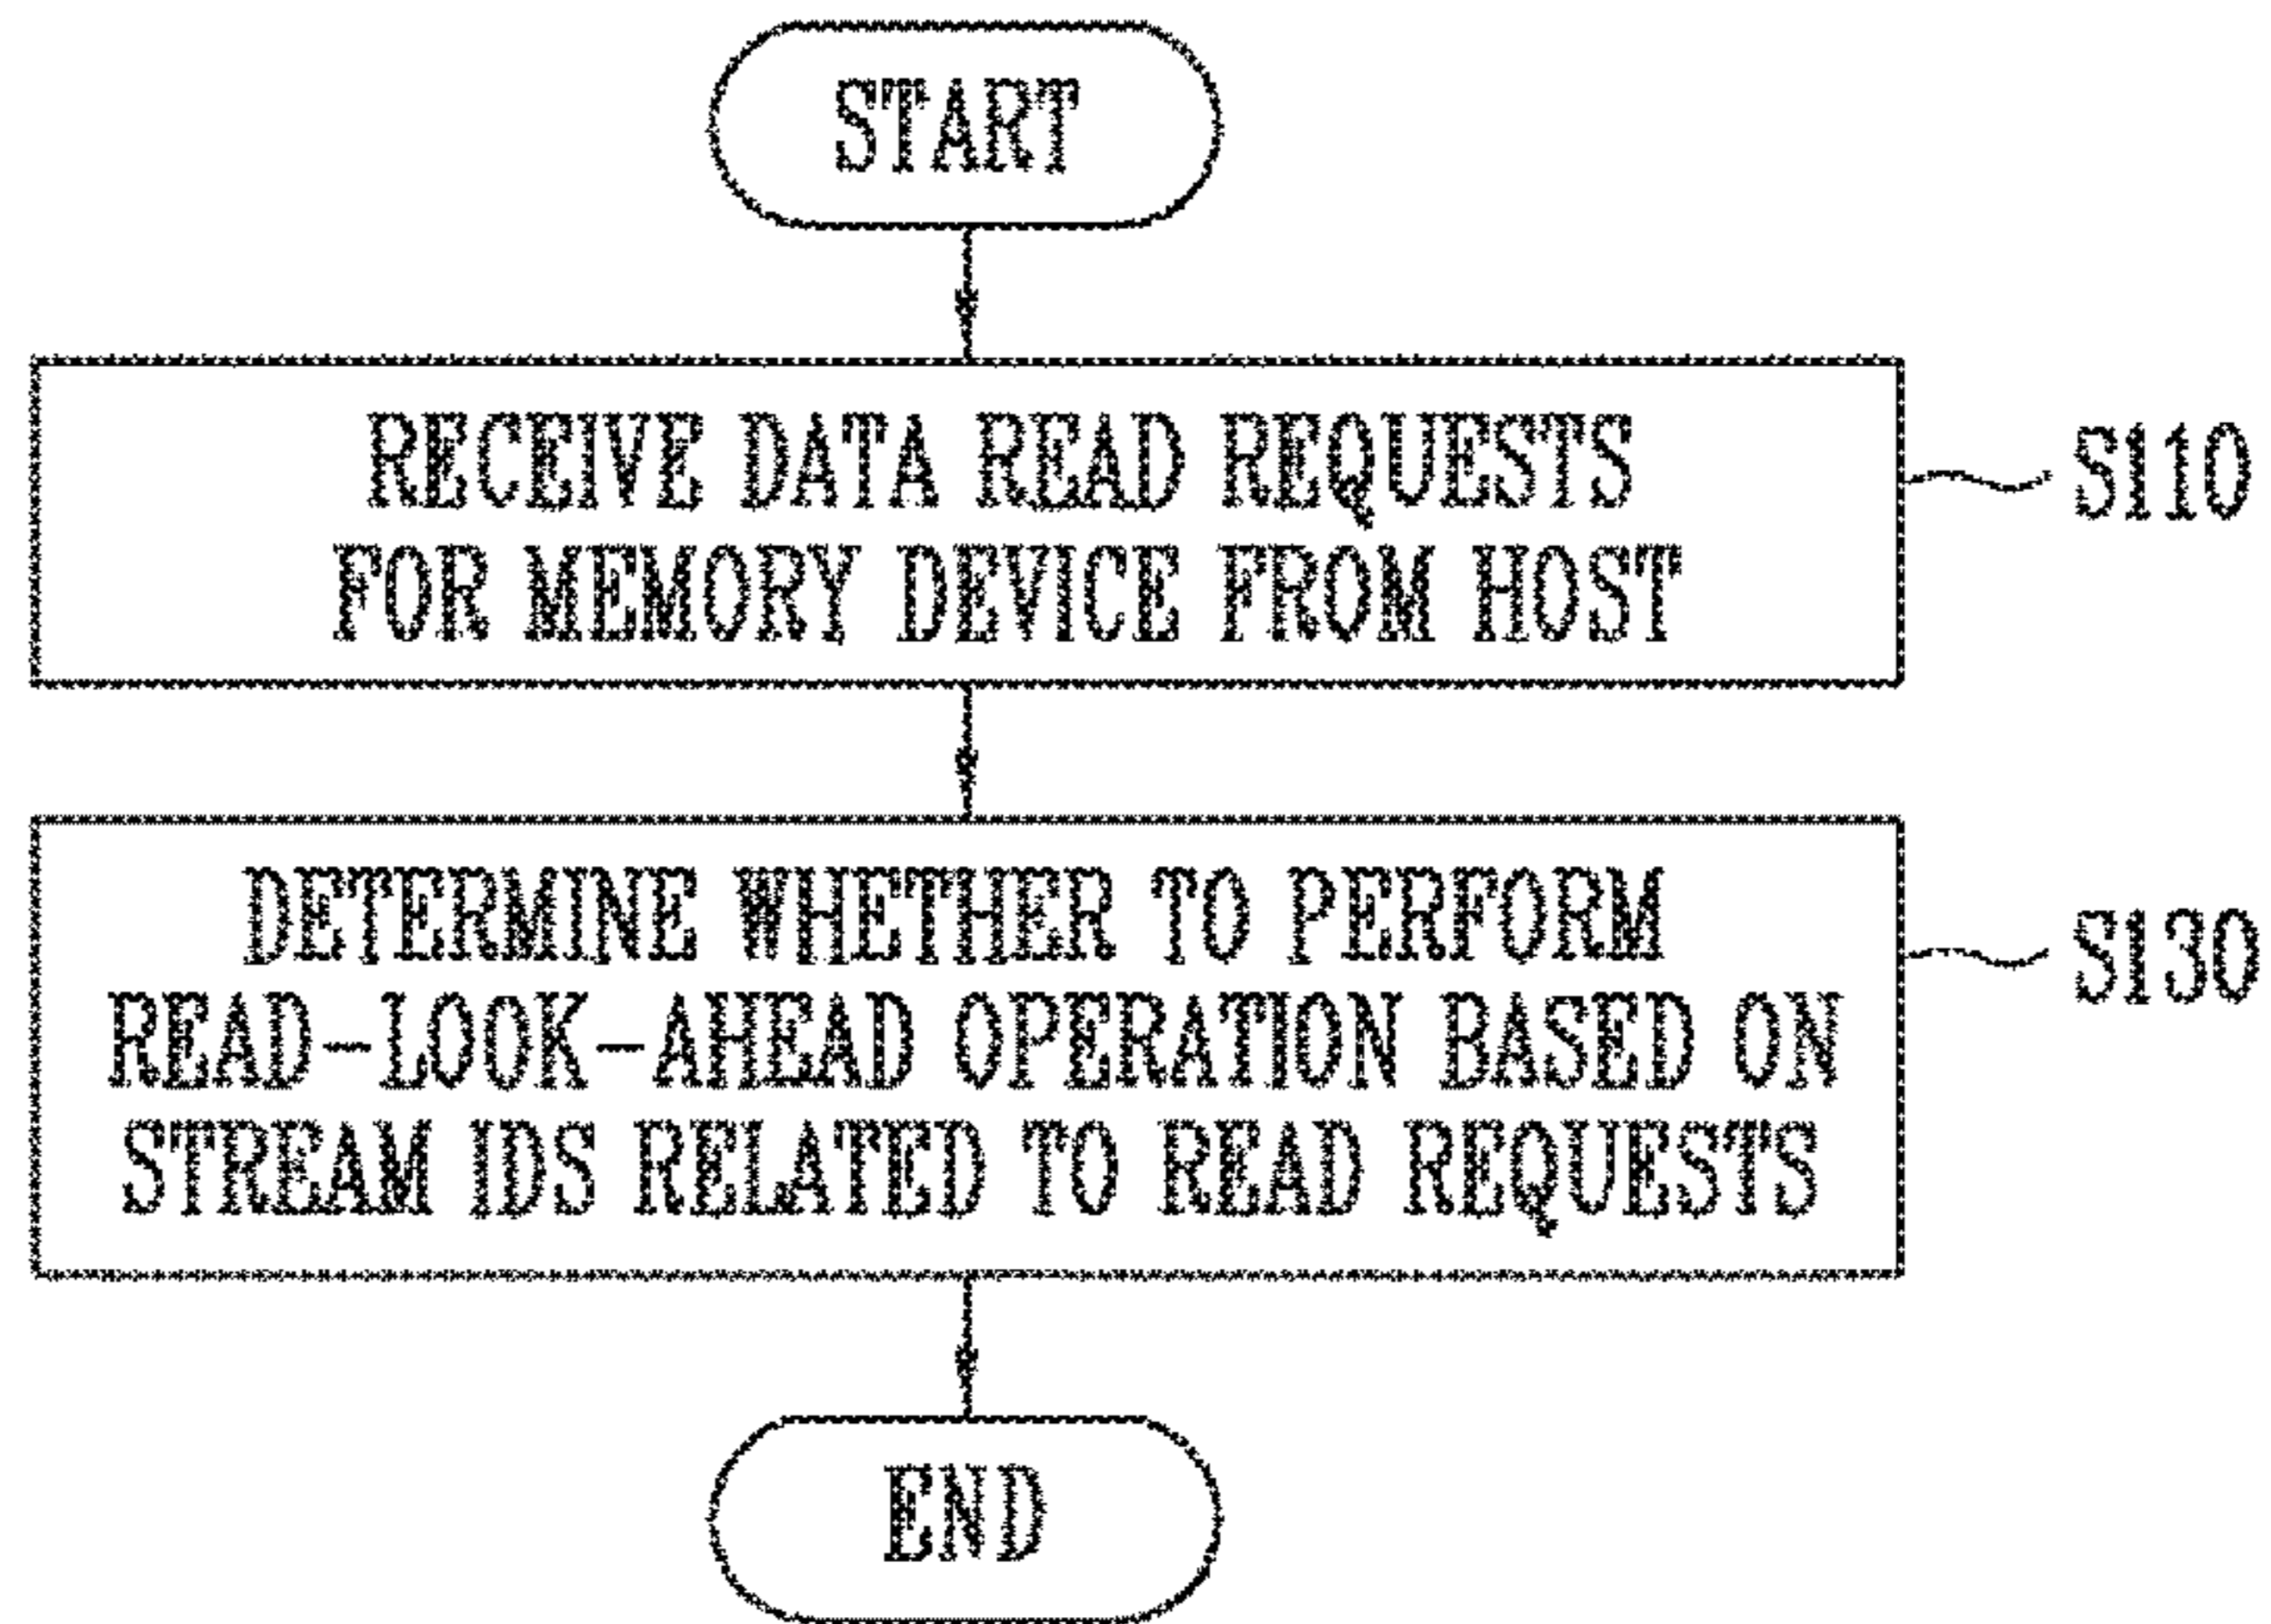 START
RECEIVE DATA READ REQUESTS
FOR MEMORY DEVICE FROM HOST
S110
DETERMINE WHETHER TO PERFORM
READ-LOOK-AHEAD OPERATION BASED ON
STREAM IDS RELATED TO READ REQUESTS
S130
END